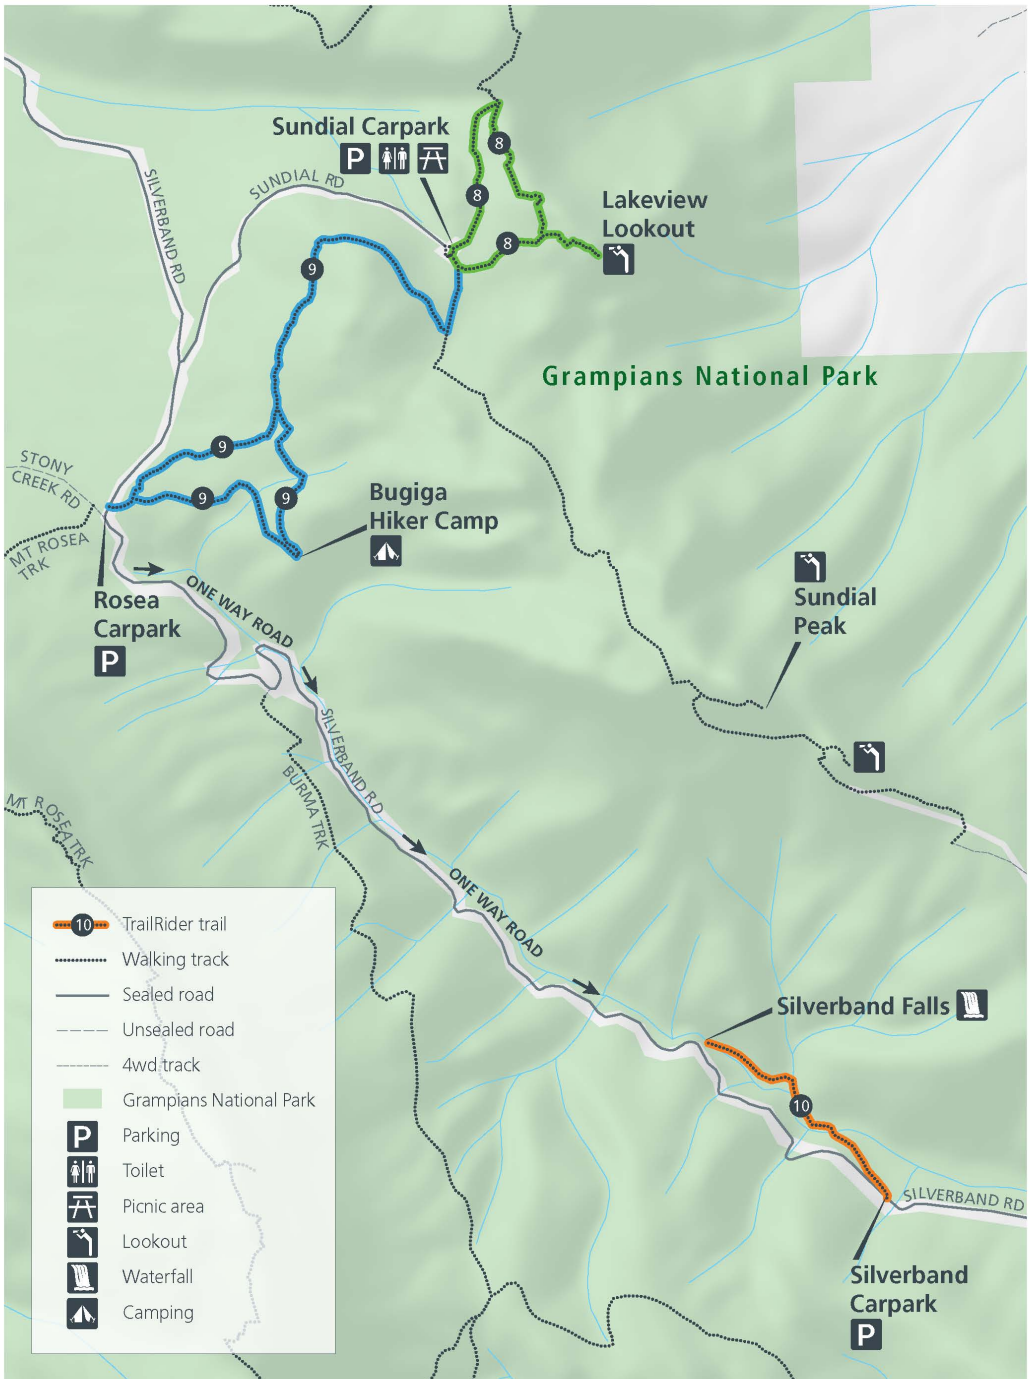 Sundial Carpark
P
SILVERBAND RD
SUNDIAL RD
8
8
8
Lakeview
Lookout
9
Grampians National Park
9
9
9
STONY
CREEK RD
MT ROSEA
TRK
Bugiga
Hiker Camp
Rosea
Carpark
P
ONE WAY ROAD
Sundial
Peak
SILVERBAND RD
BURMA TRK
MT ROSEA TRK
ONE WAY ROAD
Silverband Falls
10
SILVERBAND RD
Silverband
Carpark
P
10 TrailRider trail
Walking track
Sealed road
Unsealed road
4wd track
Grampians National Park
P Parking
Toilet
Picnic area
Lookout
Waterfall
Camping